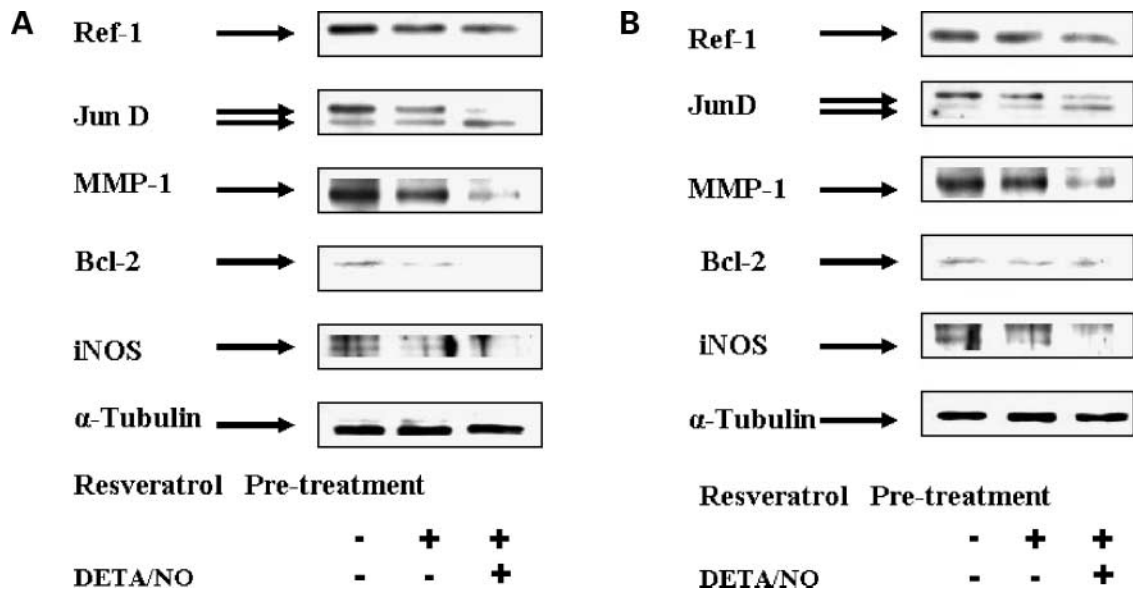 A
Ref-1
Jun D
MMP-1
Bcl-2
iNOS
α-Tubulin
Resveratrol Pre-treatment
- + +
DETA/NO - - +
B
Ref-1
JunD
MMP-1
Bcl-2
iNOS
α-Tubulin
Resveratrol Pre-treatment
- + +
DETA/NO - - +